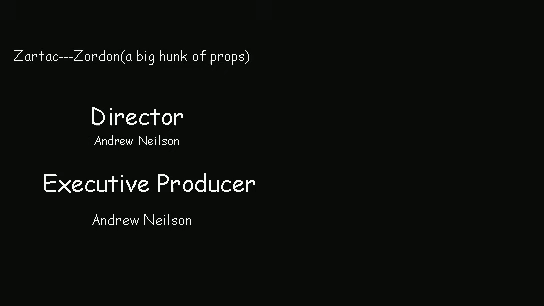 Zartac---Zordon(a big hunk of props)
Director
Andrew Neilson
Executive Producer
Andrew Neilson